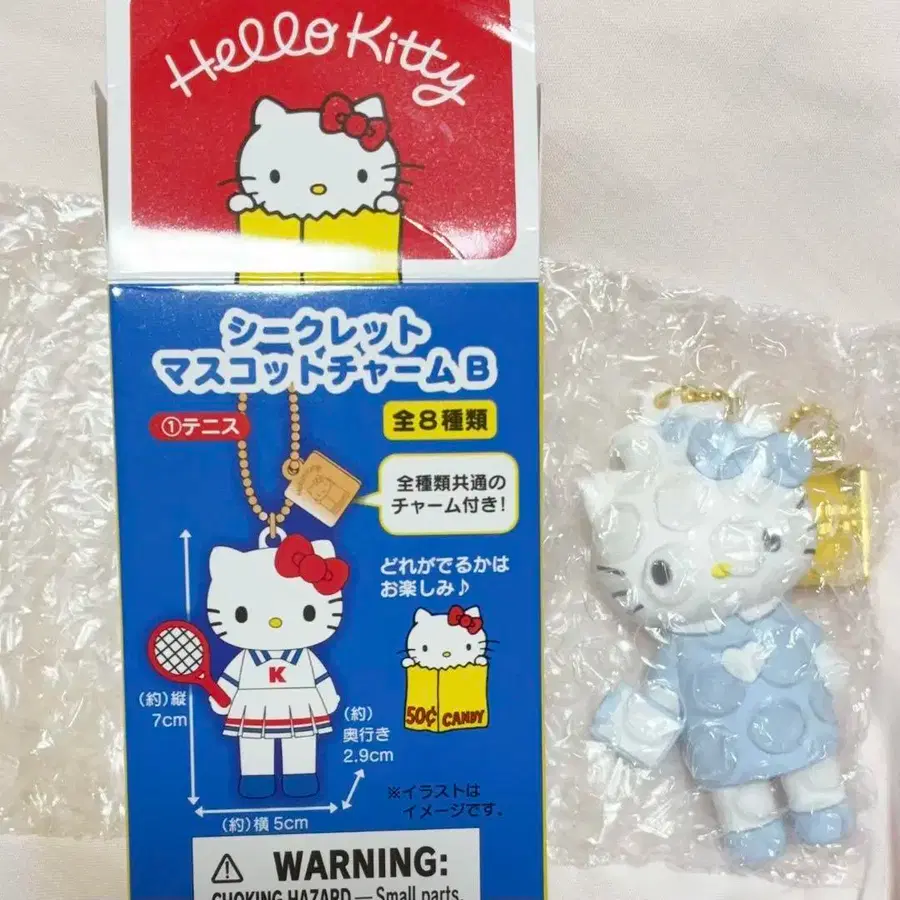 Hello Kitty
シークレット
マスコットチャームB
①テニス
全8種類
全種類共通の
チャーム付き!
どれがでるかは
お楽しみ♪
K
50¢ CANDY
(約)縦
7cm
(約)
奥行き
2.9cm
(約)横5cm
※イラストは
イメージです。
WARNING:
CHOKING HAZARD — Small parts.